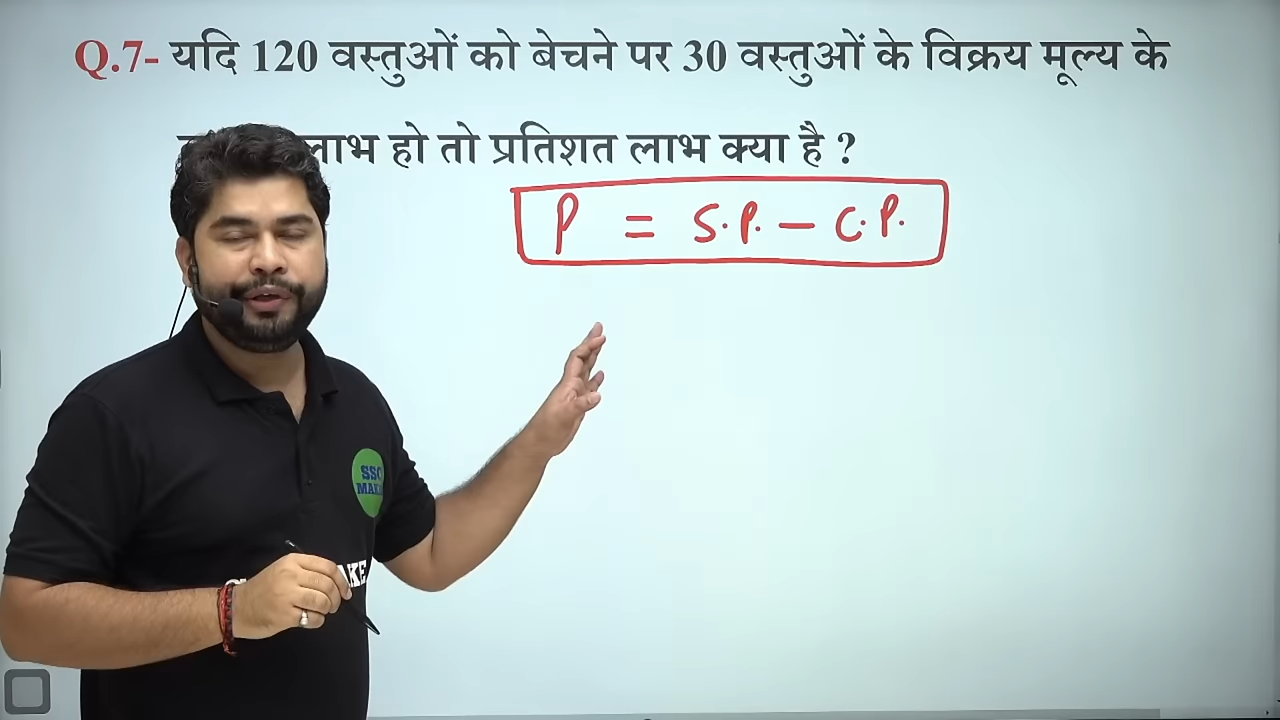 Q.7- यदि 120 वस्तुओं को बेचने पर 30 वस्तुओं के विक्रय मूल्य के
लाभ हो तो प्रतिशत लाभ क्या है ?
P = S.P. – C.P.
SSC